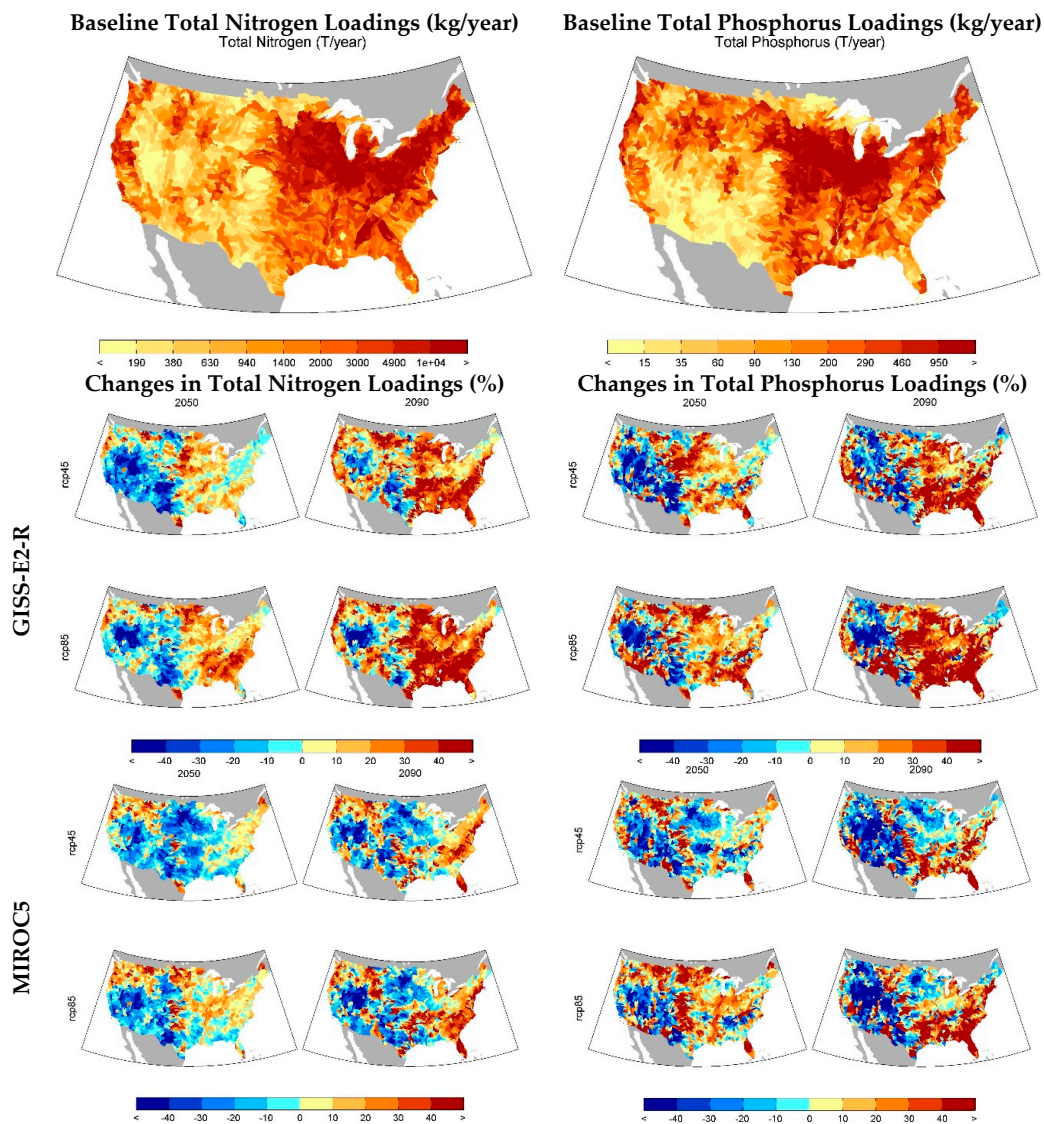 Baseline Total Nitrogen Loadings (kg/year)
Total Nitrogen (T/year)
< 190 380 630 940 1400 2000 3000 4900 1e+04 >
Baseline Total Phosphorus Loadings (kg/year)
Total Phosphorus (T/year)
< 15 35 60 90 130 200 290 460 950 >
Changes in Total Nitrogen Loadings (%)
2050 2090
Changes in Total Phosphorus Loadings (%)
2050 2090
GISS-E2-R
rcp45
rcp45
rcp85
rcp85
< -40 -30 -20 -10 0 10 20 30 40 >
< -40 -30 -20 -10 0 10 20 30 40 >
2050 2090
2050 2090
MIROC5
rcp45
rcp45
rcp85
rcp85
< -40 -30 -20 -10 0 10 20 30 40 >
< -40 -30 -20 -10 0 10 20 30 40 >